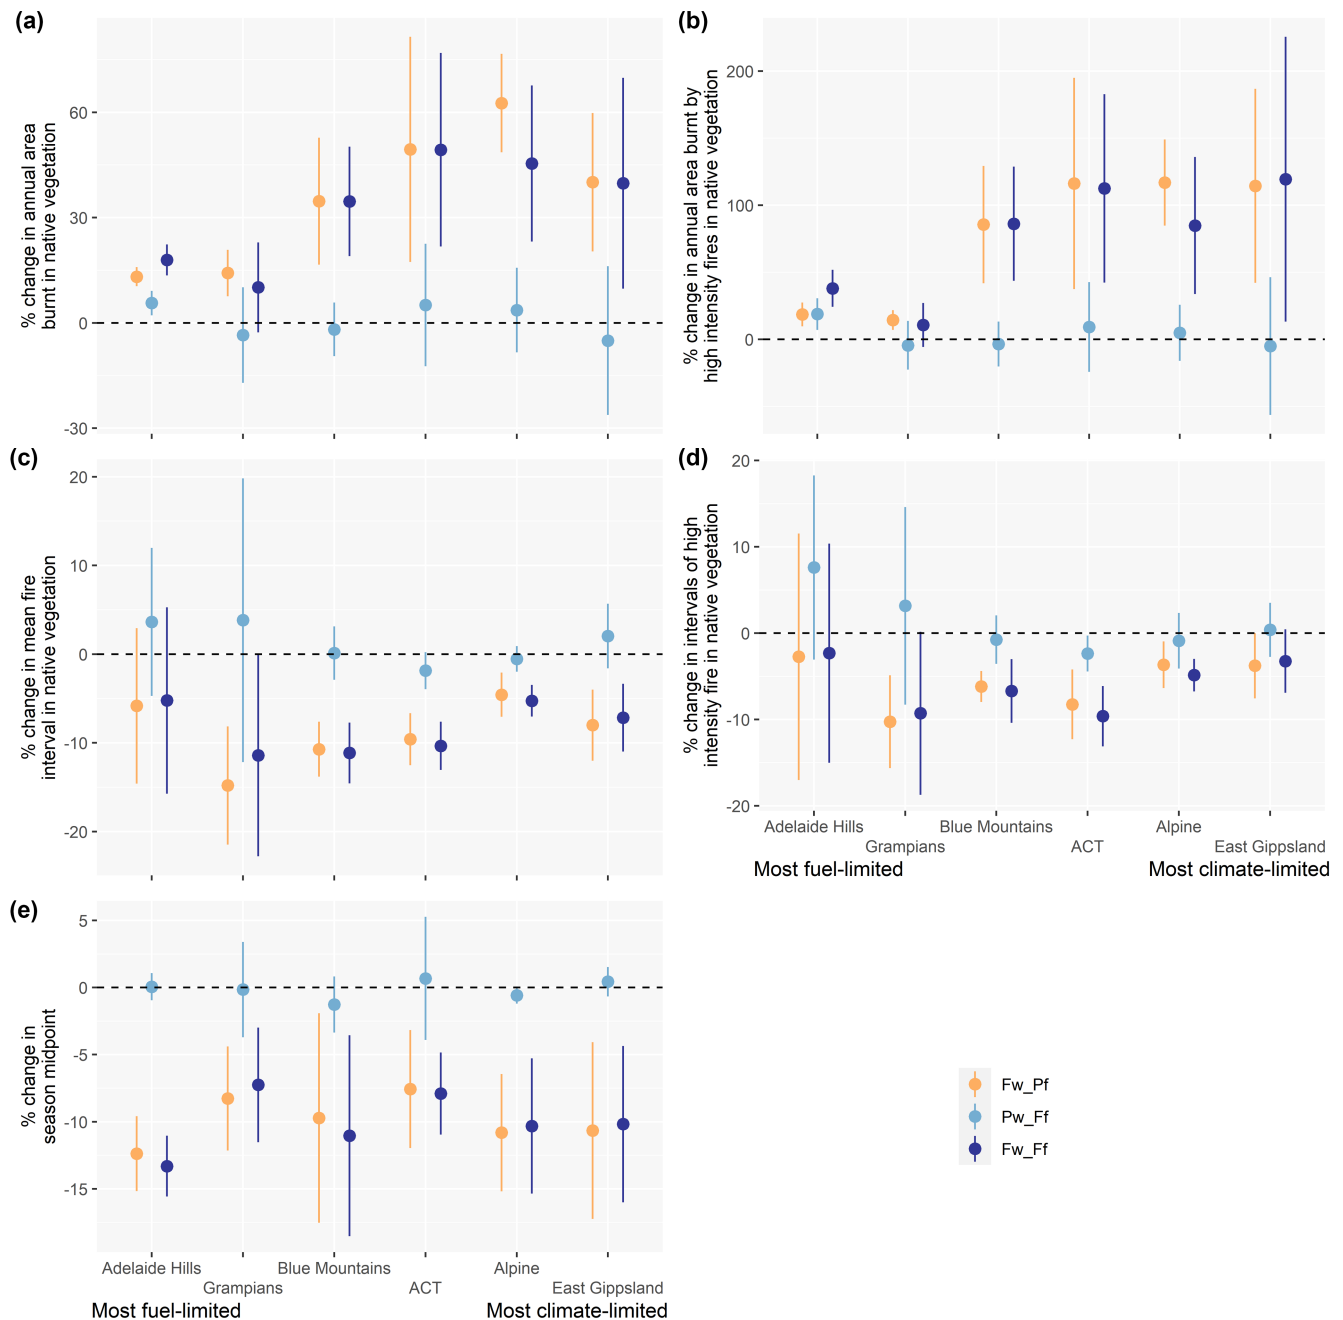 (a)
% change in annual area
burnt in native vegetation
60
30
0
-30
(b)
% change in annual area burnt by
high intensity fires in native vegetation
200
100
0
(c)
% change in mean fire
interval in native vegetation
20
10
0
-10
-20
(d)
% change in intervals of high
intensity fire in native vegetation
20
10
0
-10
-20
Adelaide Hills
Grampians
Blue Mountains
ACT
Alpine
East Gippsland
Most fuel-limited
Most climate-limited
(e)
% change in
season midpoint
5
0
-5
-10
-15
Adelaide Hills
Grampians
Blue Mountains
ACT
Alpine
East Gippsland
Most fuel-limited
Most climate-limited
Fw_Pf
Pw_Ff
Fw_Ff